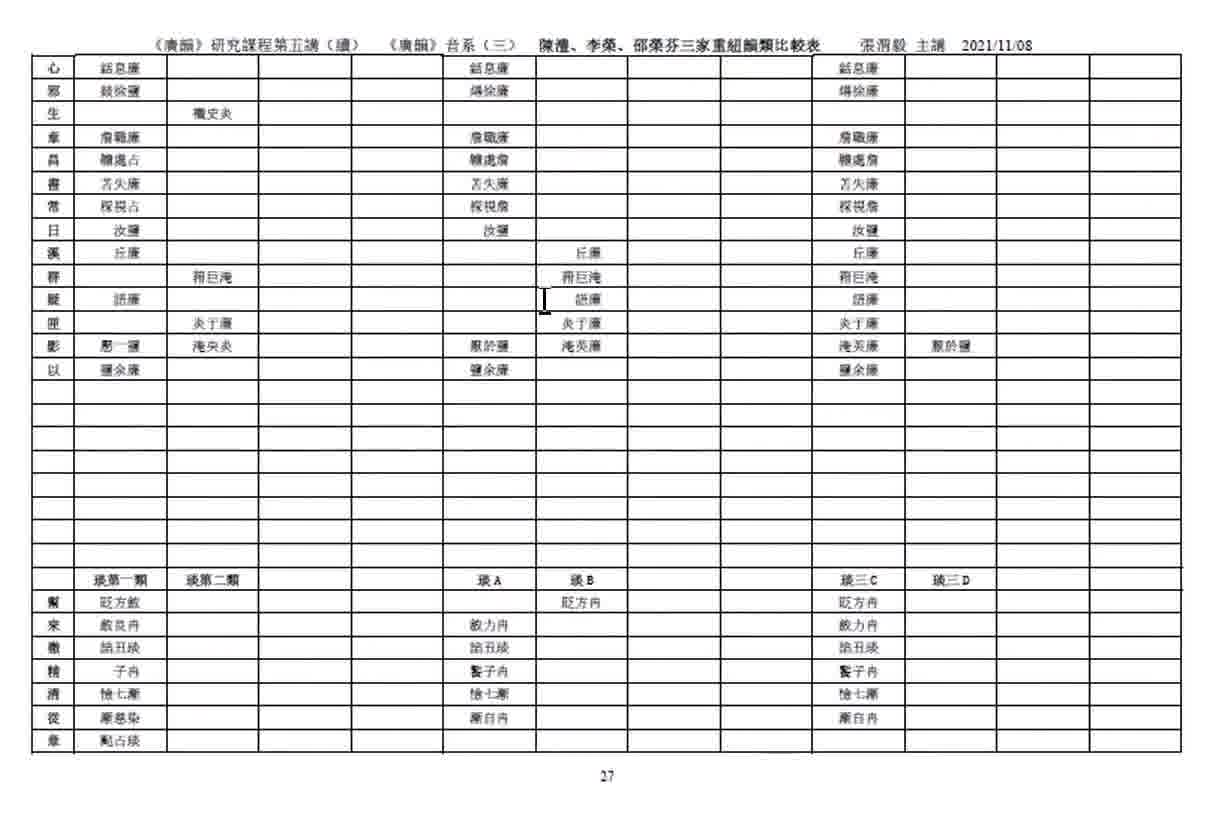 《廣韻》研究課程第五講（續） 《廣韻》音系（三） 陳澧、李榮、邵榮芬三家重紐韻類比較表 張渭毅 主講 2021/11/08
心 銛息廉 銛息廉 銛息廉
邪 燅徐鹽 燖徐廉 燖徐廉
生 襳史炎
章 詹職廉 詹職廉 詹職廉
昌 襜處占 襜處詹 襜處詹
書 苫失廉 苫失廉 苫失廉
常 視占 視詹 視詹
日 汝鹽 汝鹽 汝鹽
溪 丘廉 丘廉 丘廉
群 箝巨淹 箝巨淹 箝巨淹
疑 語廉 語廉 語廉
匣 炎于廉 炎于廉 炎于廉
影 懕一鹽 淹央炎 懕於鹽 淹英廉 淹英廉 懕於鹽
以 鹽余廉 鹽余廉 鹽余廉
琰第一類 琰第二類 琰A 琰B 琰三C 琰三D
幫 貶方斂 貶方冉 貶方冉
來 斂良冉 斂力冉 斂力冉
徹 諂丑琰 諂丑琰 諂丑琰
精 子冉 子冉 子冉
清 憸七漸 憸七漸 憸七漸
從 漸慈染 漸自冉 漸自冉
章 颭占琰
27